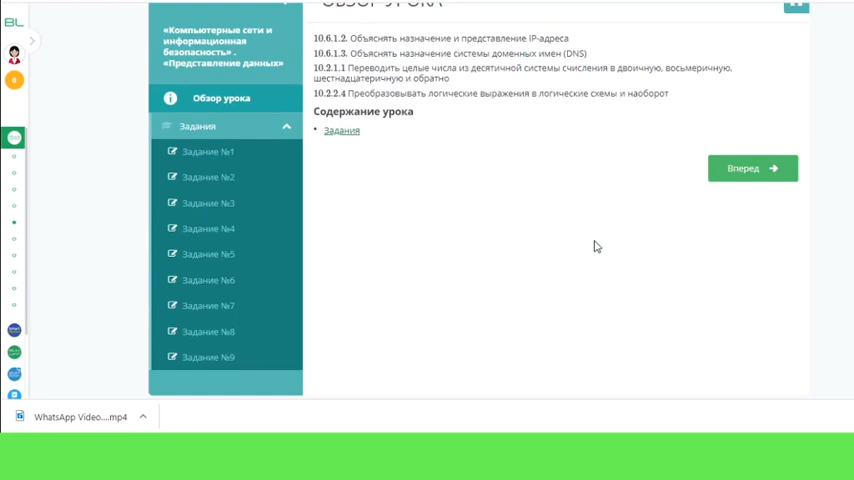 ОБЗОР УРОКА
BL
«Компьютерные сети и
информационная
безопасность» .
«Представление данных»
Обзор урока
Задания
Задание №1
Задание №2
Задание №3
Задание №4
Задание №5
Задание №6
Задание №7
Задание №8
Задание №9
10.6.1.2. Объяснять назначение и представление IP-адреса
10.6.1.3. Объяснять назначение системы доменных имен (DNS)
10.2.1.1 Переводить целые числа из десятичной системы счисления в двоичную, восьмеричную,
шестнадцатеричную и обратно
10.2.2.4 Преобразовывать логические выражения в логические схемы и наоборот
Содержание урока
• Задания
Вперед
WhatsApp Video....mp4